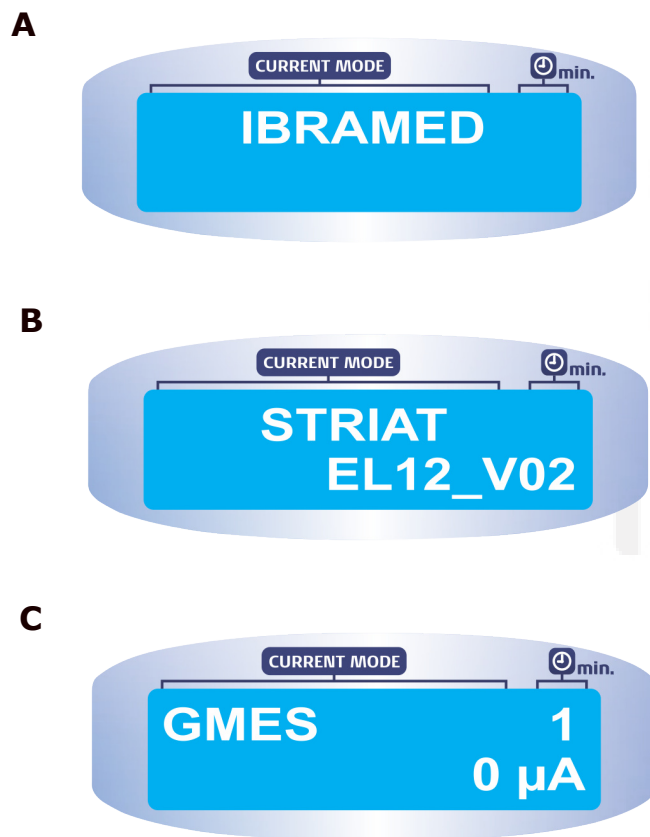 A
CURRENT MODE min.
IBRAMED
B
CURRENT MODE min.
STRIAT
EL12_V02
C
CURRENT MODE min.
GMES 1
0 µA